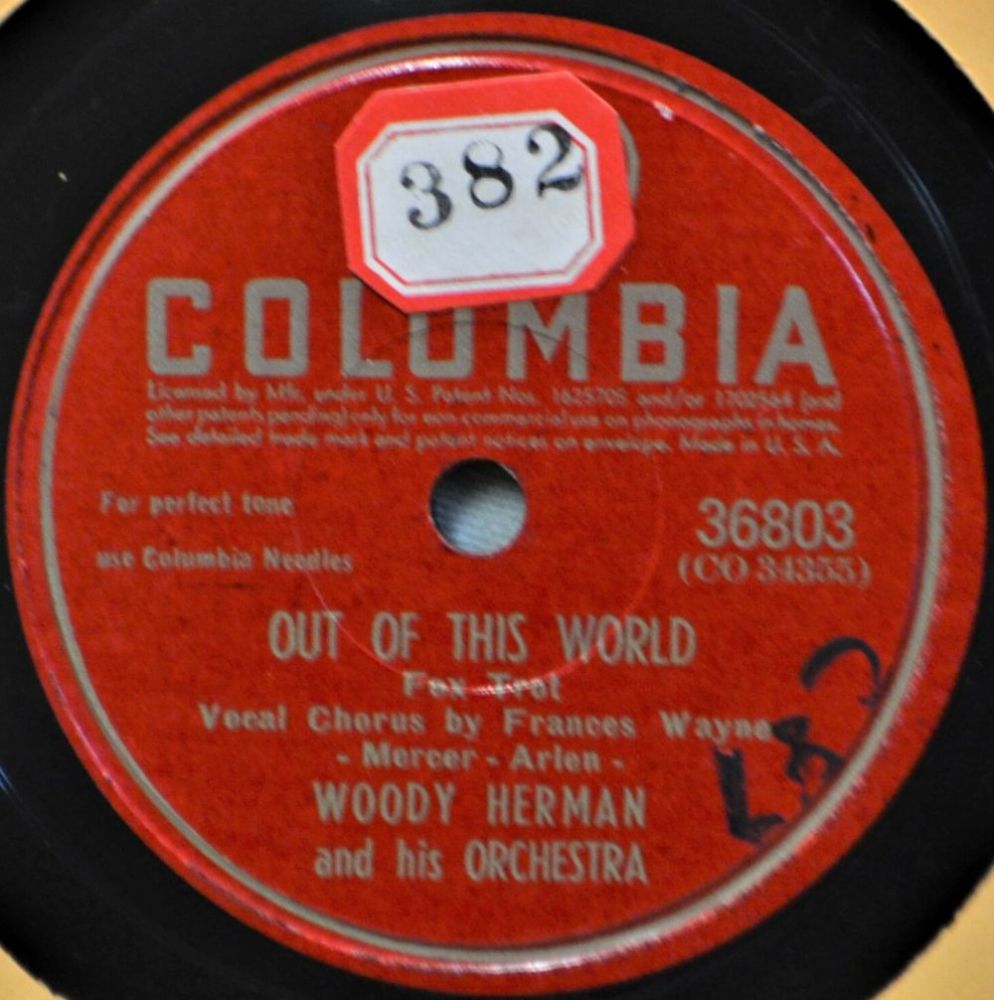 382
COLUMBIA
Licensed by Mfr. under U. S. Patent Nos. 1625705 and/or 1702564 (and
other patents pending) only for non-commercial use on phonographs in homes.
See detailed trade mark and patent notices on envelope. Made in U. S. A.
For perfect tone
use Columbia Needles
36803
(CO 34355)
OUT OF THIS WORLD
Fox Trot
Vocal Chorus by Frances Wayne
- Mercer - Arlen -
WOODY HERMAN
and his ORCHESTRA